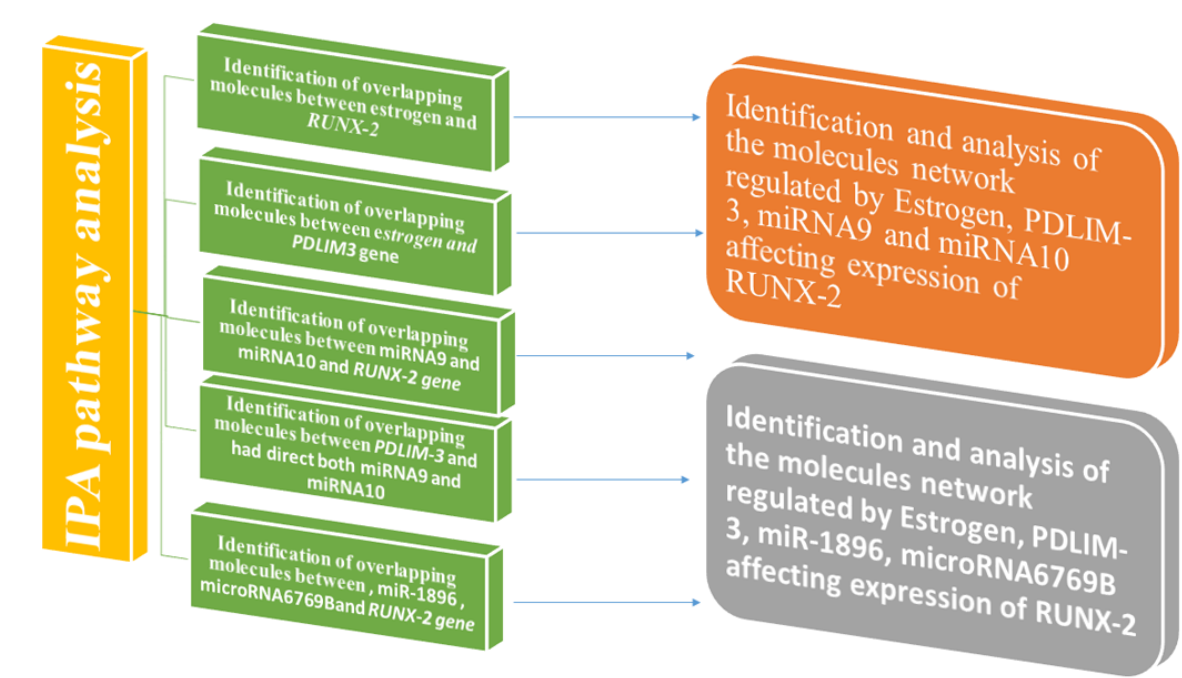 IPA pathway analysis
Identification of overlapping
molecules between estrogen and
RUNX-2
Identification of overlapping
molecules between estrogen and
PDLIM3 gene
Identification of overlapping
molecules between miRNA9 and
miRNA10 and RUNX-2 gene
Identification of overlapping
molecules between PDLIM-3 and
had direct both miRNA9 and
miRNA10
Identification of overlapping
molecules between , miR-1896 ,
microRNA6769Band RUNX-2 gene
Identification and analysis of
the molecules network
regulated by Estrogen, PDLIM-
3, miRNA9 and miRNA10
affecting expression of
RUNX-2
Identification and analysis of
the molecules network
regulated by Estrogen, PDLIM-
3, miR-1896, microRNA6769B
affecting expression of RUNX-2